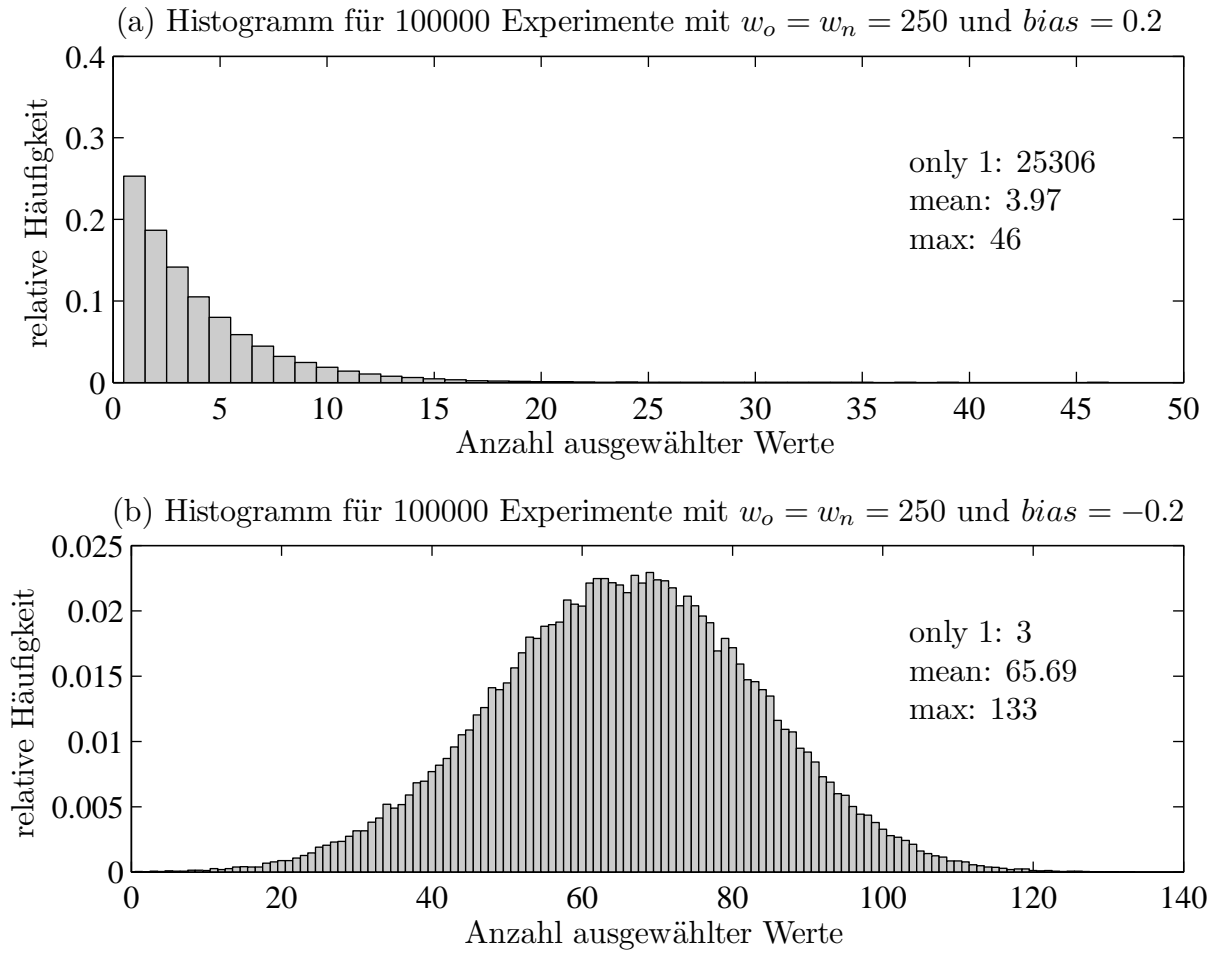 (a) Histogramm für 100000 Experimente mit w_o = w_n = 250 und bias = 0.2
0.4
0.3
0.2
0.1
0
relative Häufigkeit
only 1: 25306
mean: 3.97
max: 46
0 5 10 15 20 25 30 35 40 45 50
Anzahl ausgewählter Werte
(b) Histogramm für 100000 Experimente mit w_o = w_n = 250 und bias = −0.2
0.025
0.02
0.015
0.01
0.005
0
relative Häufigkeit
only 1: 3
mean: 65.69
max: 133
0 20 40 60 80 100 120 140
Anzahl ausgewählter Werte